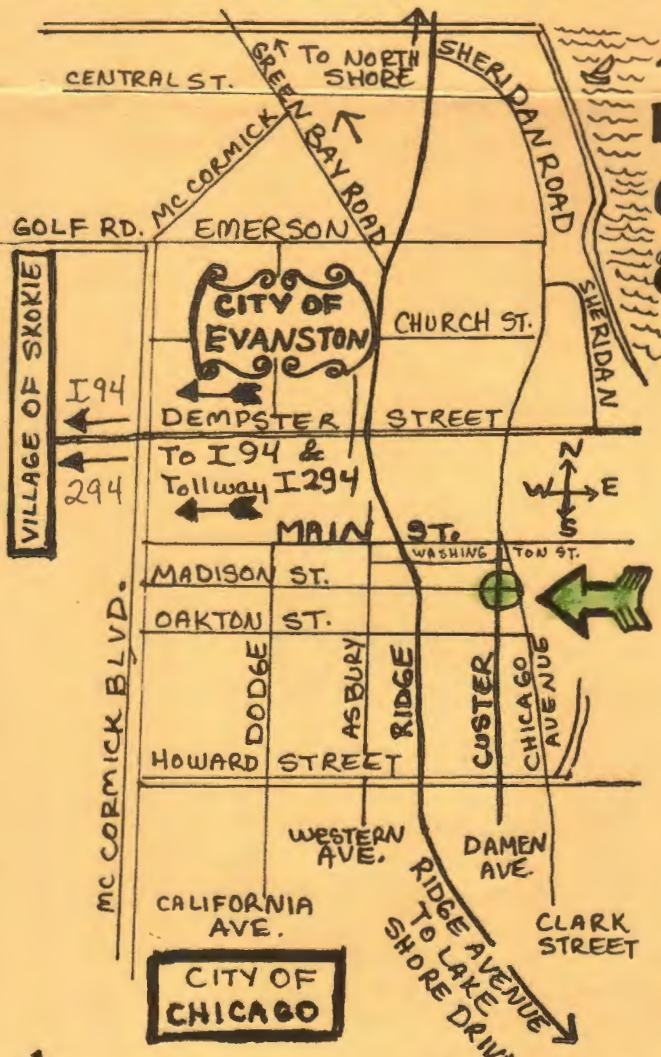 TO NORTH
SHORE
CENTRAL ST.
GREEN BAY ROAD
SHERIDAN ROAD
MCCORMICK
GOLF RD.
EMERSON
CITY OF
EVANSTON
CHURCH ST.
SHERIDAN
VILLAGE OF SKOKIE
I94
DEMPSTER STREET
294
To I94 &
Tollway I294
N
W E
S
MAIN ST.
WASHINGTON ST.
MADISON ST.
OAKTON ST.
MC CORMICK BLVD.
DODGE
ASBURY
RIDGE
CUSTER
CHICAGO
AVENUE
HOWARD STREET
WESTERN
AVE.
DAMEN
AVE.
CALIFORNIA
AVE.
CLARK
STREET
RIDGE AVENUE
TO LAKE
SHORE DRIVE
CITY OF
CHICAGO